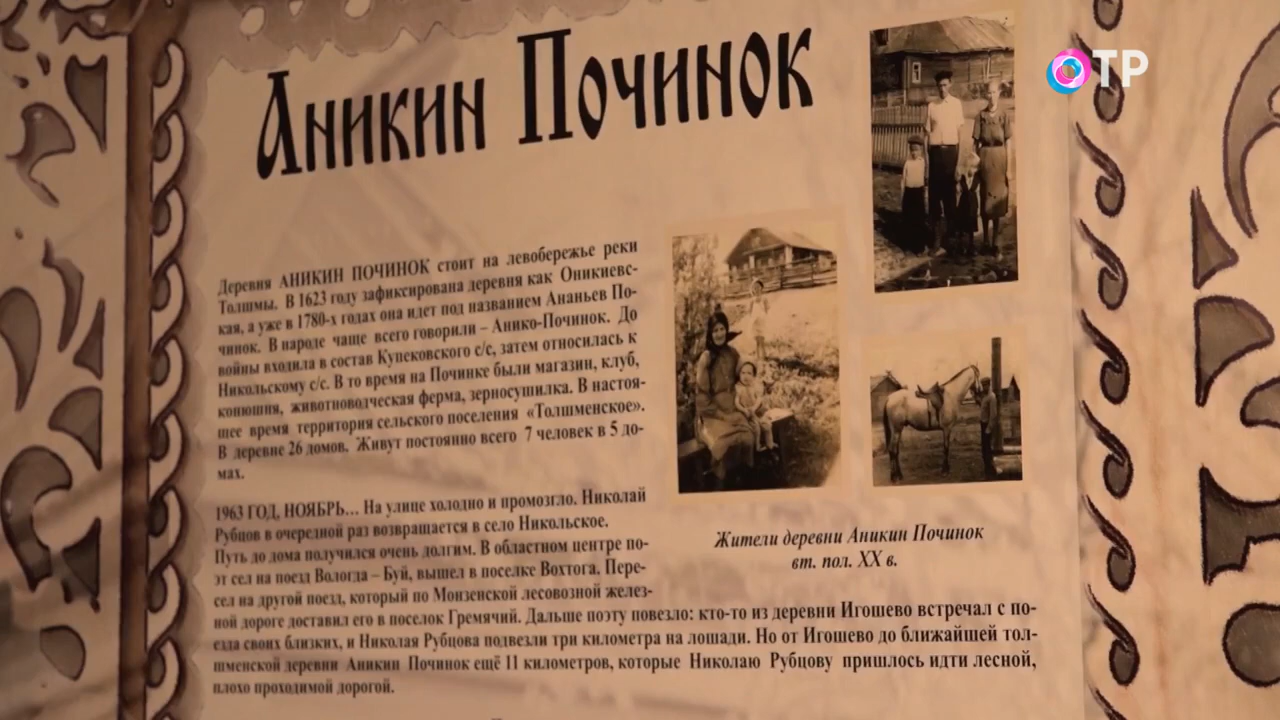 ОТР
Аникин Починок
Деревня АНИКИН ПОЧИНОК стоит на левобережье реки
Толшмы. В 1623 году зафиксирована деревня как Оникиевс-
кая, а уже в 1780-х годах она идет под названием Ананьев По-
чинок. В народе чаще всего говорили – Анико-Починок. До
войны входила в состав Купековского с/с, затем относилась к
Никольскому с/с. В то время на Починке были магазин, клуб,
конюшня, животноводческая ферма, зерносушилка. В настоя-
щее время территория сельского поселения «Толшменское».
В деревне 26 домов. Живут постоянно всего 7 человек в 5 до-
мах.
1963 ГОД, НОЯБРЬ... На улице холодно и промозгло. Николай
Рубцов в очередной раз возвращается в село Никольское.
Путь до дома получился очень долгим. В областном центре по-
эт сел на поезд Вологда – Буй, вышел в поселке Вохтога. Пере-
сел на другой поезд, который по Монзенской лесовозной желез-
ной дороге доставил его в поселок Гремячий. Дальше поэту повезло: кто-то из деревни Игошево встречал с по-
езда своих близких, и Николая Рубцова подвезли три километра на лошади. Но от Игошево до ближайшей тол-
шменской деревни Аникин Починок ещё 11 километров, которые Николаю Рубцову пришлось идти лесной,
плохо проходимой дорогой.
Жители деревни Аникин Починок
вт. пол. XX в.